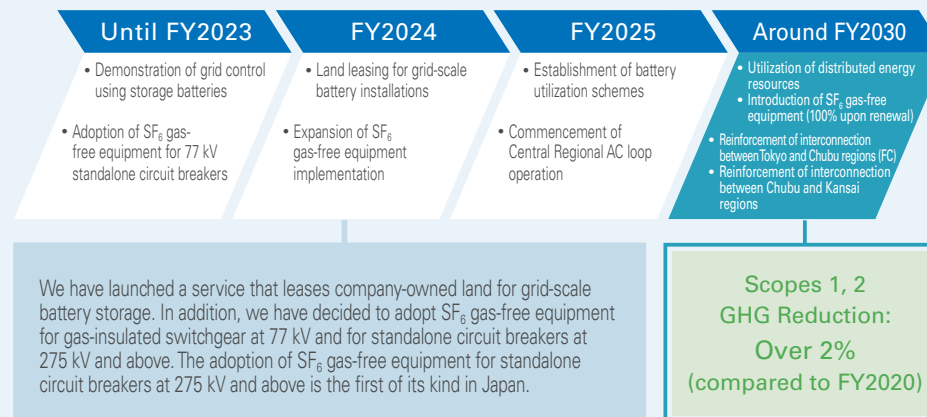 Until FY2023
• Demonstration of grid control
using storage batteries
• Adoption of SF₆ gas-
free equipment for 77 kV
standalone circuit breakers
FY2024
• Land leasing for grid-scale
battery installations
• Expansion of SF₆
gas-free equipment
implementation
FY2025
• Establishment of battery
utilization schemes
• Commencement of
Central Regional AC loop
operation
Around FY2030
• Utilization of distributed energy
resources
• Introduction of SF₆ gas-free
equipment (100% upon renewal)
• Reinforcement of interconnection
between Tokyo and Chubu regions (FC)
• Reinforcement of interconnection
between Chubu and Kansai
regions
We have launched a service that leases company-owned land for grid-scale
battery storage. In addition, we have decided to adopt SF₆ gas-free equipment
for gas-insulated switchgear at 77 kV and for standalone circuit breakers at
275 kV and above. The adoption of SF₆ gas-free equipment for standalone
circuit breakers at 275 kV and above is the first of its kind in Japan.
Scopes 1, 2
GHG Reduction:
Over 2%
(compared to FY2020)